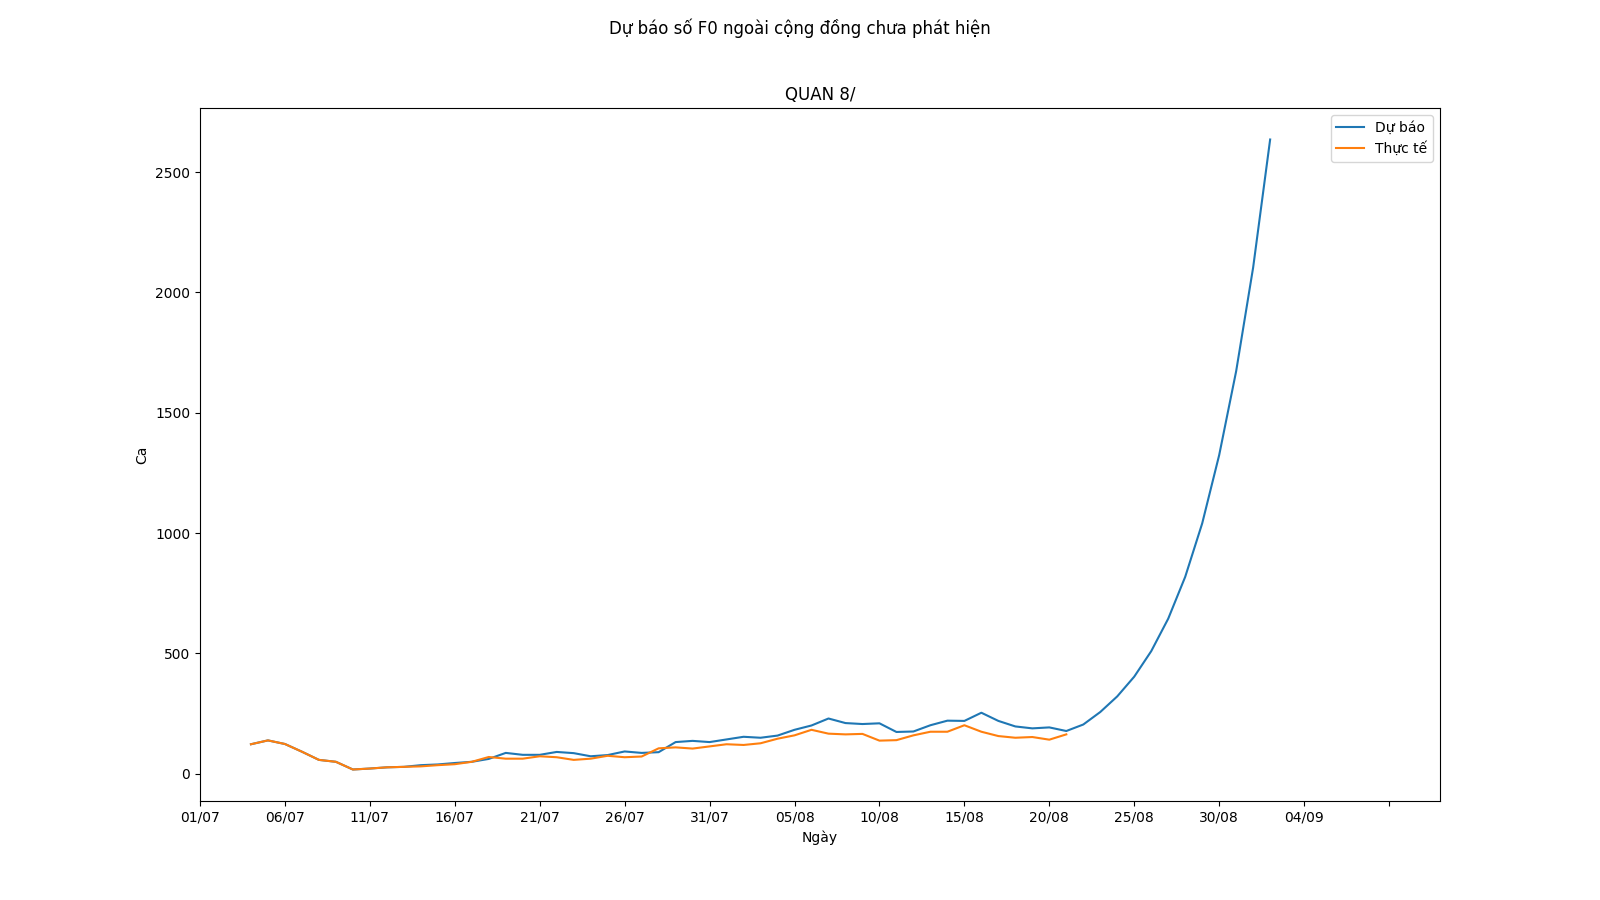 Dự báo số F0 ngoài cộng đồng chưa phát hiện
QUAN 8/
Dự báo
Thực tế
2500
2000
1500
1000
500
0
Ca
01/07 06/07 11/07 16/07 21/07 26/07 31/07 05/08 10/08 15/08 20/08 25/08 30/08 04/09
Ngày